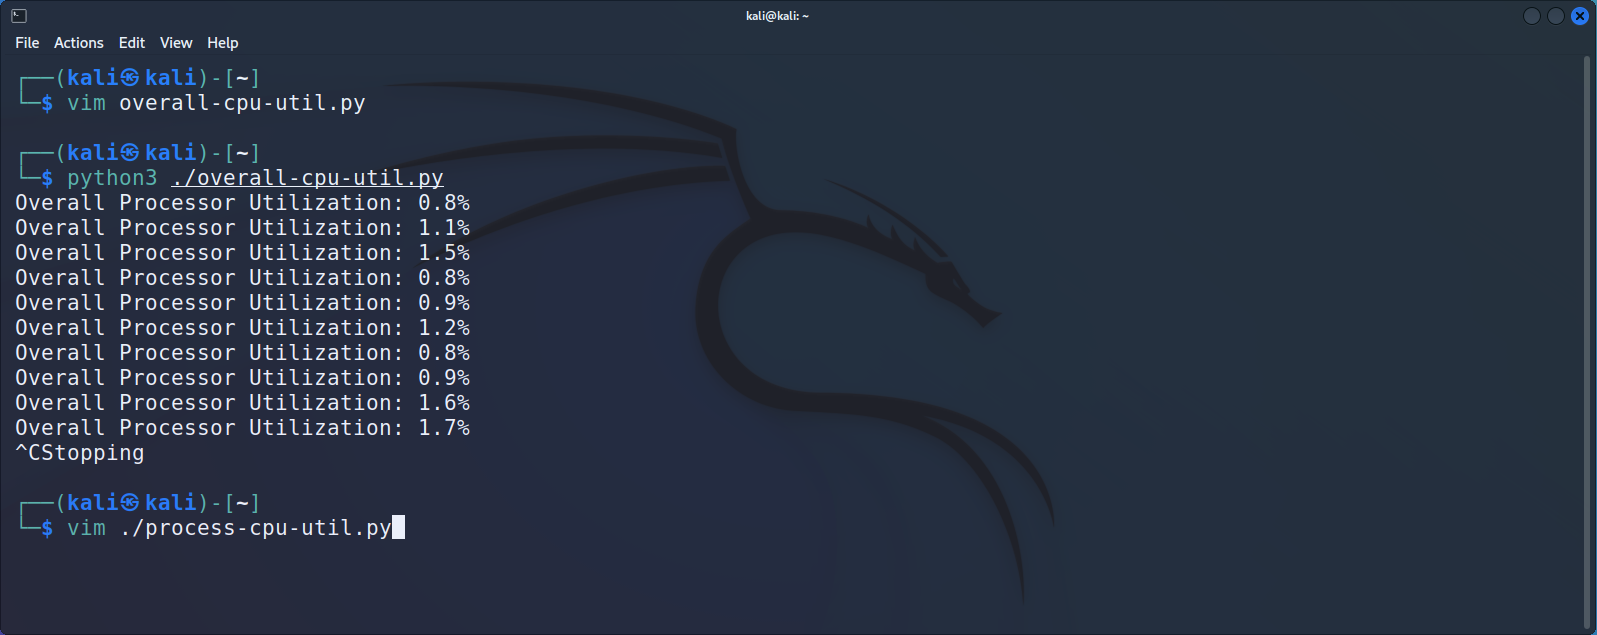 kali@kali: ~
File Actions Edit View Help
┌──(kali㉿kali)-[~]
└─$ vim overall-cpu-util.py
┌──(kali㉿kali)-[~]
└─$ python3 ./overall-cpu-util.py
Overall Processor Utilization: 0.8%
Overall Processor Utilization: 1.1%
Overall Processor Utilization: 1.5%
Overall Processor Utilization: 0.8%
Overall Processor Utilization: 0.9%
Overall Processor Utilization: 1.2%
Overall Processor Utilization: 0.8%
Overall Processor Utilization: 0.9%
Overall Processor Utilization: 1.6%
Overall Processor Utilization: 1.7%
^CStopping
┌──(kali㉿kali)-[~]
└─$ vim ./process-cpu-util.py